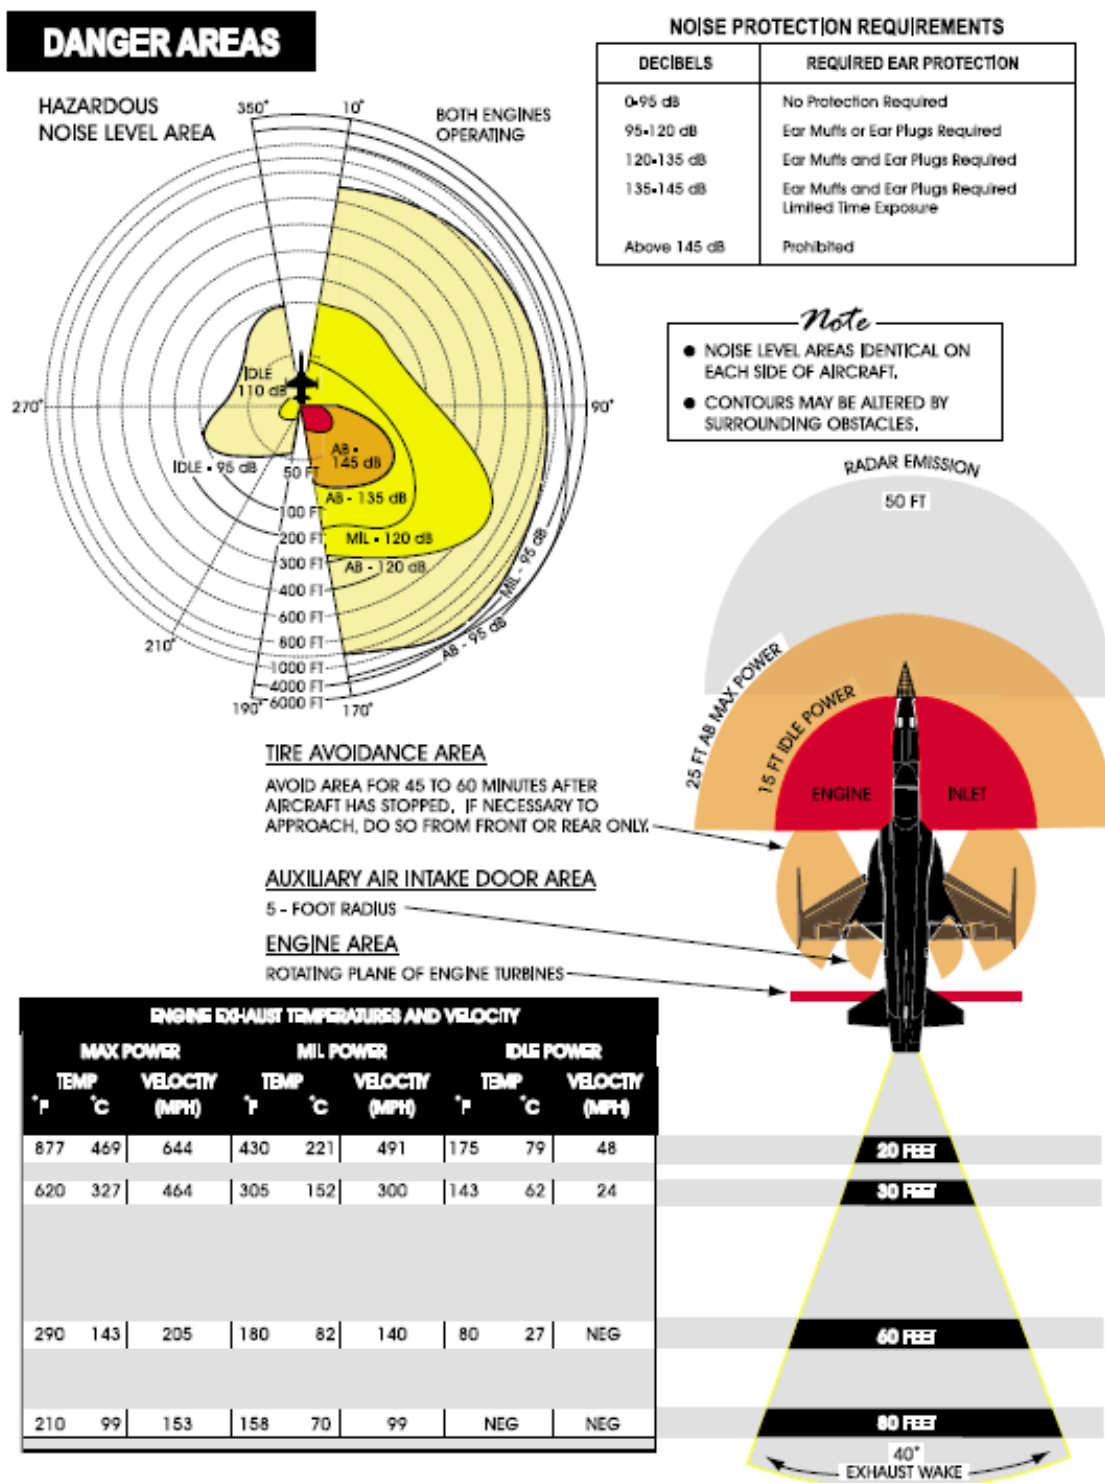 DANGER AREAS
HAZARDOUS
NOISE LEVEL AREA
350°
10°
BOTH ENGINES
OPERATING
270°
90°
IDLE
110 dB
IDLE - 95 dB
AB -
145 dB
50 FT
AB - 135 dB
100 FT
200 FT
MIL - 120 dB
300 FT
AB - 120 dB
400 FT
600 FT
800 FT
1000 FT
4000 FT
6000 FT
MIL - 95 dB
AB - 95 dB
210°
190°
170°
NOISE PROTECTION REQUIREMENTS
DECIBELS REQUIRED EAR PROTECTION
0-95 dB No Protection Required
95-120 dB Ear Muffs or Ear Plugs Required
120-135 dB Ear Muffs and Ear Plugs Required
135-145 dB Ear Muffs and Ear Plugs Required
Limited Time Exposure
Above 145 dB Prohibited
Note
● NOISE LEVEL AREAS IDENTICAL ON
EACH SIDE OF AIRCRAFT.
● CONTOURS MAY BE ALTERED BY
SURROUNDING OBSTACLES.
RADAR EMISSION
50 FT
25 FT AB MAX POWER
15 FT IDLE POWER
ENGINE INLET
TIRE AVOIDANCE AREA
AVOID AREA FOR 45 TO 60 MINUTES AFTER
AIRCRAFT HAS STOPPED. IF NECESSARY TO
APPROACH, DO SO FROM FRONT OR REAR ONLY.
AUXILIARY AIR INTAKE DOOR AREA
5 - FOOT RADIUS
ENGINE AREA
ROTATING PLANE OF ENGINE TURBINES
ENGINE EXHAUST TEMPERATURES AND VELOCITY
MAX POWER MIL POWER IDLE POWER
TEMP VELOCTIY TEMP VELOCTIY TEMP VELOCTIY
°F °C (MPH) °F °C (MPH) °F °C (MPH)
877 469 644 430 221 491 175 79 48 20 FEET
620 327 464 305 152 300 143 62 24 30 FEET
290 143 205 180 82 140 80 27 NEG 60 FEET
210 99 153 158 70 99 NEG NEG 80 FEET
40°
EXHAUST WAKE